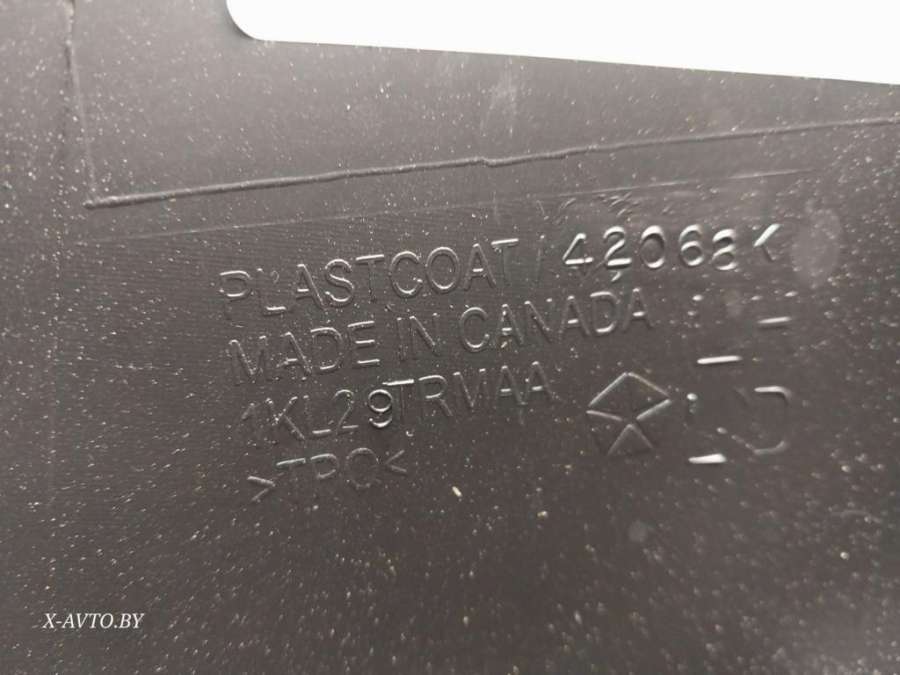 PLASTCOAT / 42068K
MADE IN CANADA
1KL29TRMAA
>TPO<
X-AVTO.BY